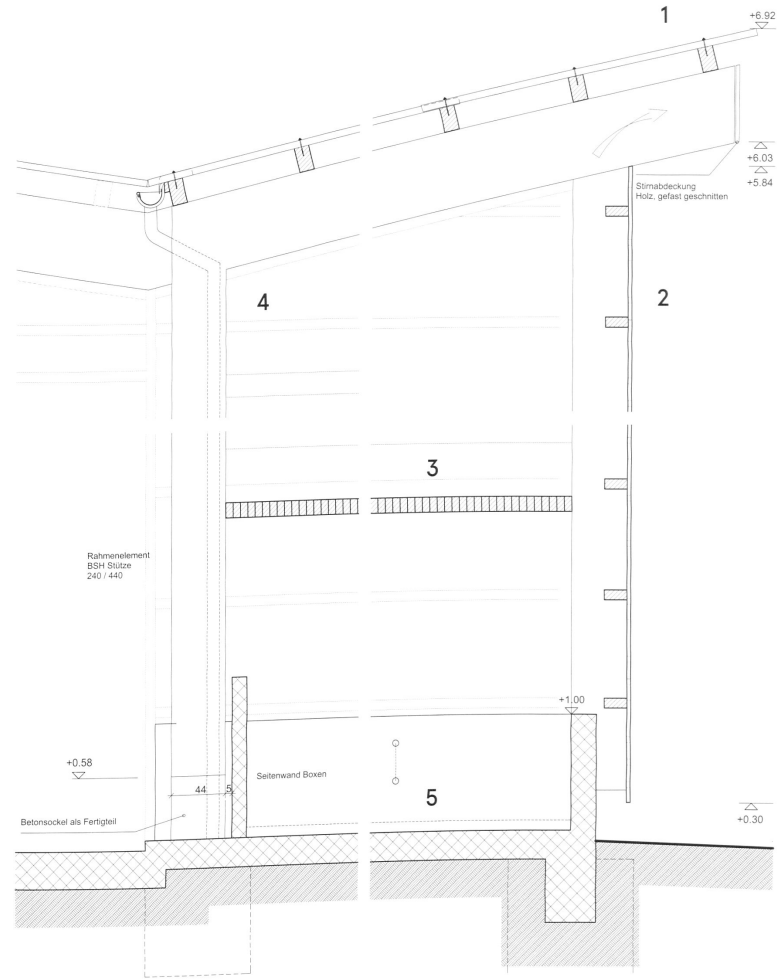 1
+6.92
+6.03
+5.84
Stirnabdeckung
Holz, gefast geschnitten
4
2
3
Rahmenelement
BSH Stütze
240 / 440
+1.00
+0.58
Seitenwand Boxen
44
5
5
Betonsockel als Fertigteil
+0.30